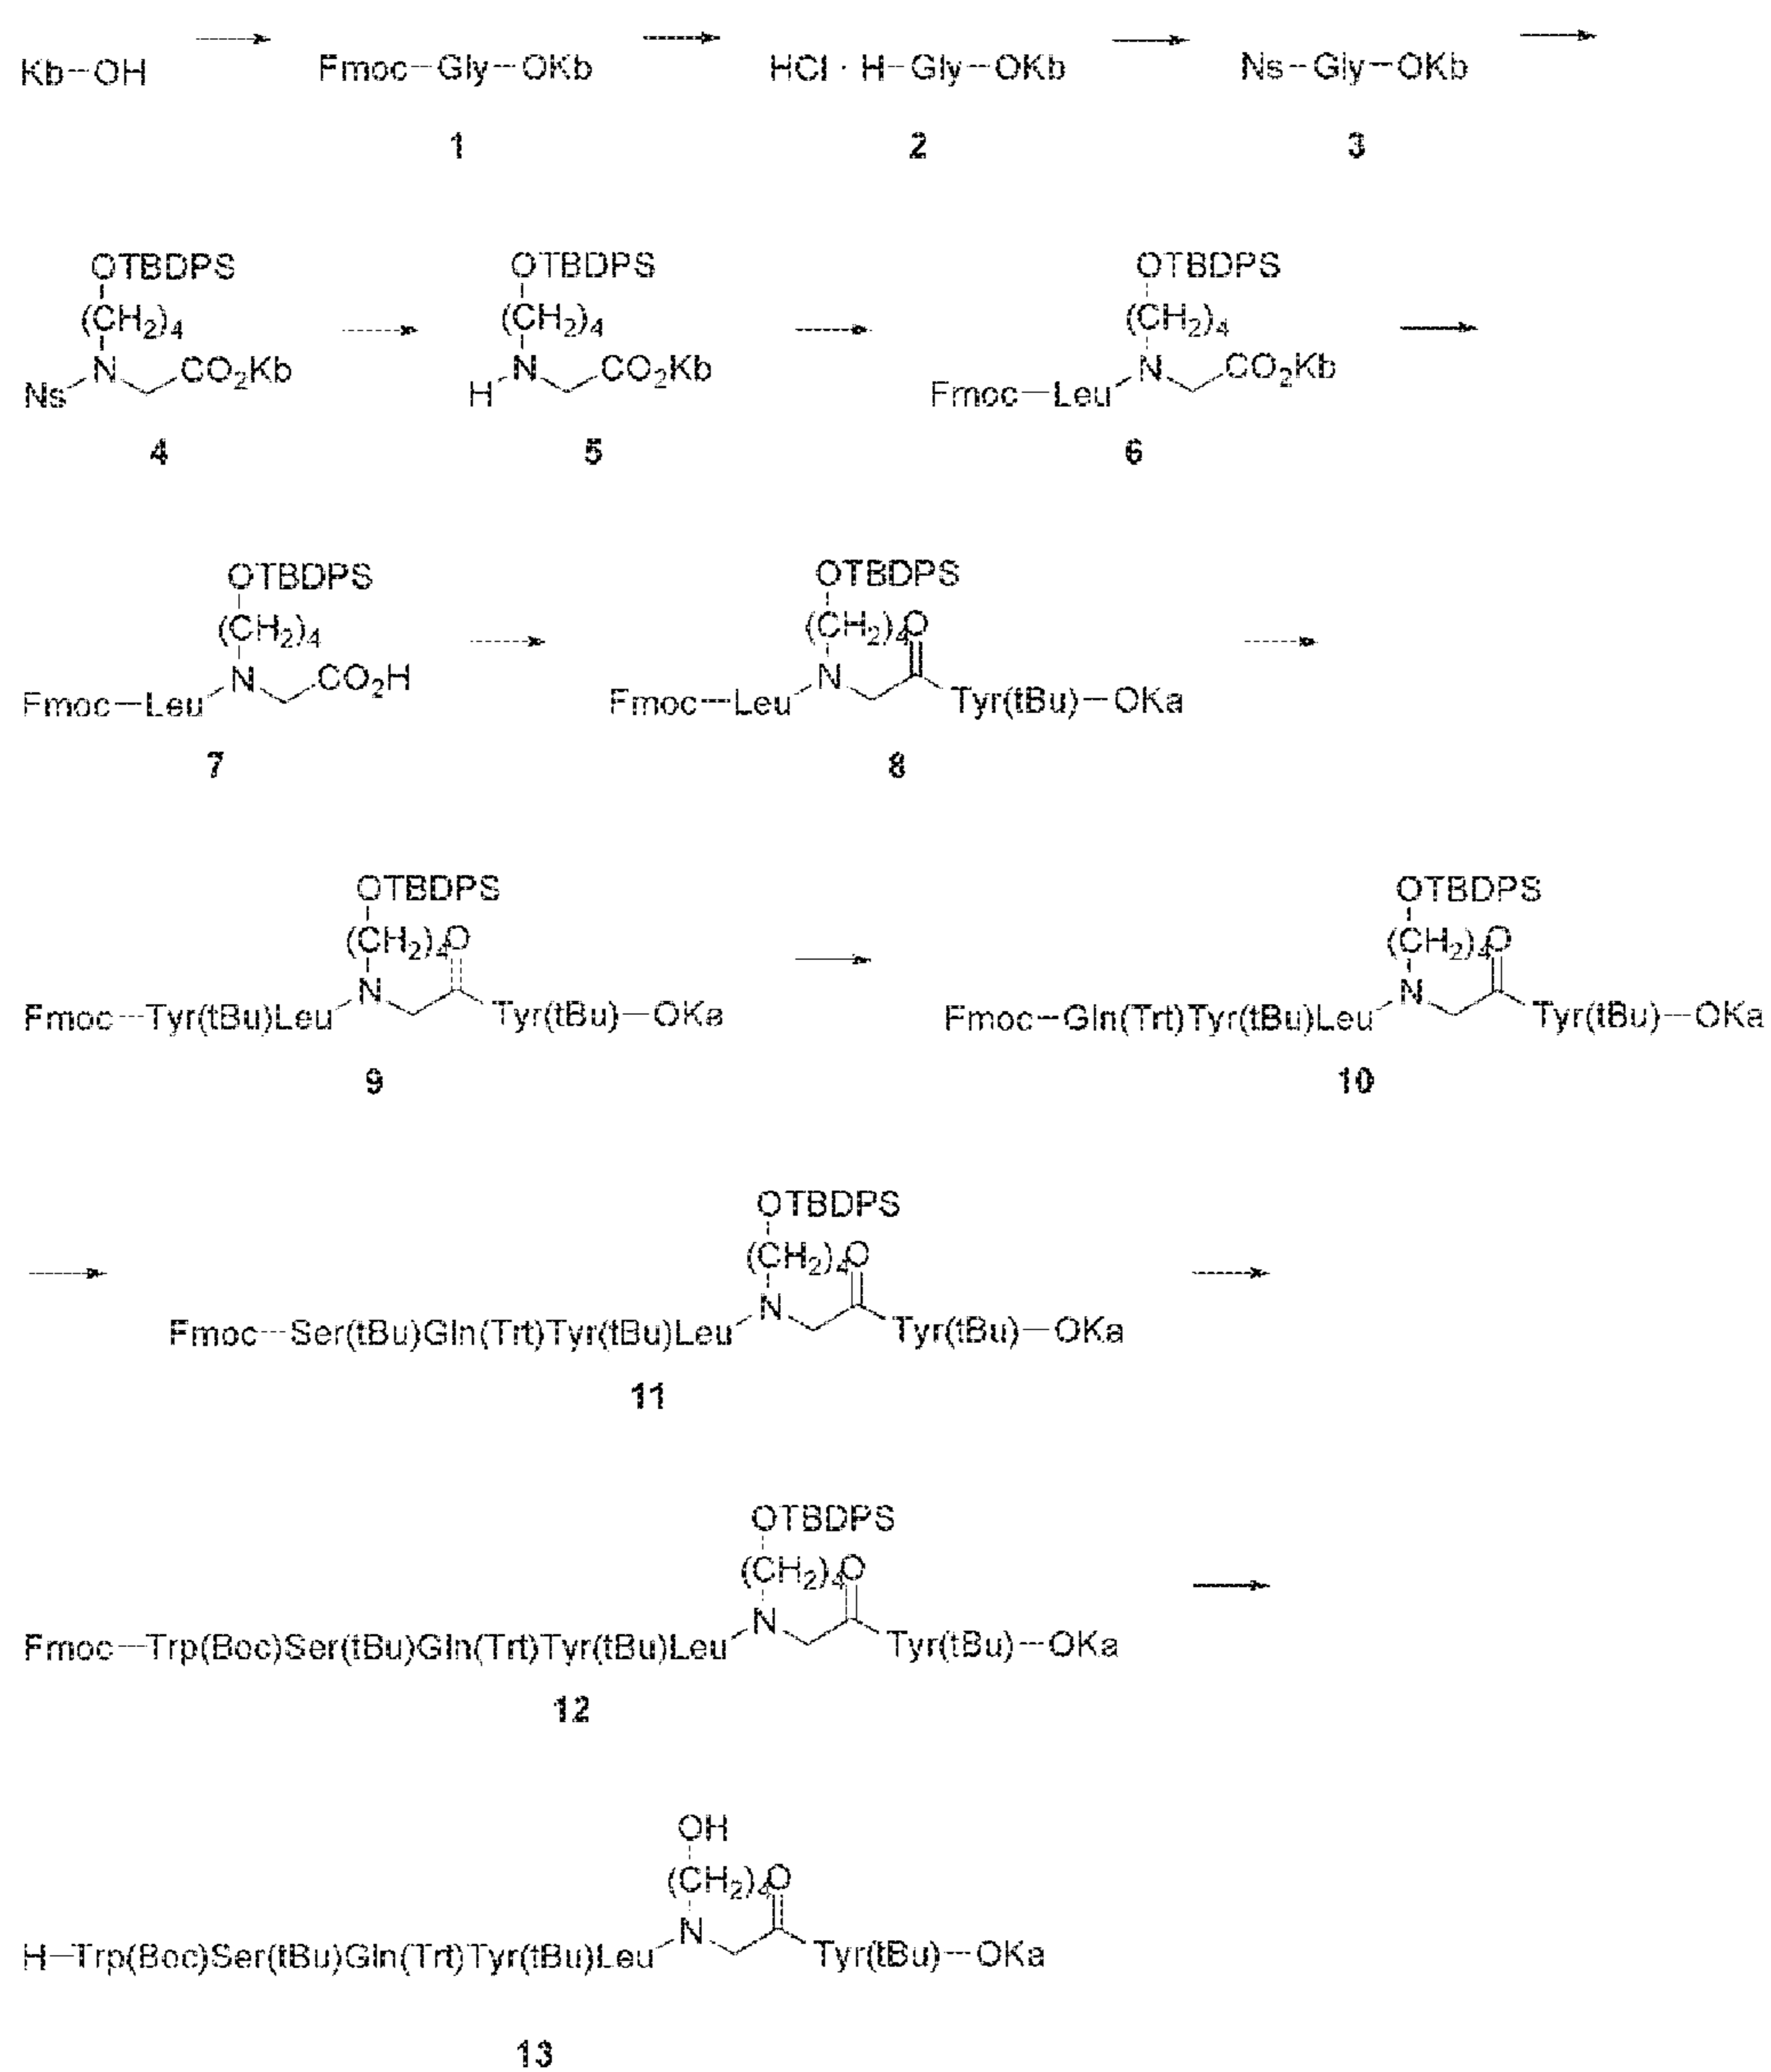 Kb-OH
Fmoc-Gly-OKb
HCl · H-Gly-OKb
Ns-Gly-OKb
1
2
3
OTBDPS
OTBDPS
OTBDPS
(CH2)4
(CH2)4
(CH2)4
Ns N CO2Kb
H N CO2Kb
Fmoc-Leu N CO2Kb
4
5
6
OTBDPS
OTBDPS
(CH2)4
(CH2)4 O
Fmoc-Leu N CO2H
Fmoc-Leu N Tyr(tBu)-OKa
7
8
OTBDPS
OTBDPS
(CH2)4 O
(CH2)4 O
Fmoc-Tyr(tBu)Leu N Tyr(tBu)-OKa
Fmoc-Gln(Trt)Tyr(tBu)Leu N Tyr(tBu)-OKa
9
10
OTBDPS
(CH2)4 O
Fmoc-Ser(tBu)Gln(Trt)Tyr(tBu)Leu N Tyr(tBu)-OKa
11
OTBDPS
(CH2)4 O
Fmoc-Trp(Boc)Ser(tBu)Gln(Trt)Tyr(tBu)Leu N Tyr(tBu)-OKa
12
OH
(CH2)4 O
H-Trp(Boc)Ser(tBu)Gln(Trt)Tyr(tBu)Leu N Tyr(tBu)-OKa
13